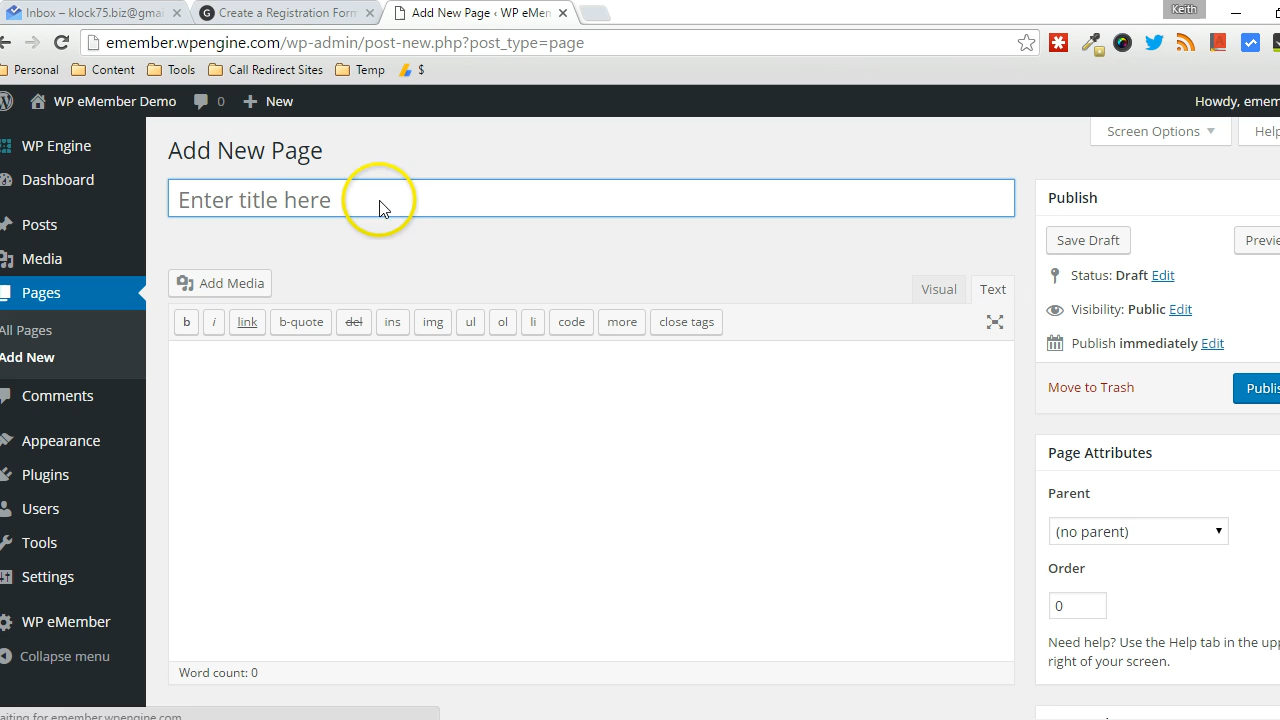 Inbox – klock75.biz@gmai
Create a Registration Form
Add New Page ‹ WP eMem
Keith
emember.wpengine.com/wp-admin/post-new.php?post_type=page
Personal
Content
Tools
Call Redirect Sites
Temp
$
WP eMember Demo
0
New
Howdy, emem
WP Engine
Dashboard
Posts
Media
Pages
All Pages
Add New
Comments
Appearance
Plugins
Users
Tools
Settings
WP eMember
Collapse menu
Add New Page
Screen Options
Help
Enter title here
Add Media
Visual
Text
b
i
link
b-quote
del
ins
img
ul
ol
li
code
more
close tags
Word count: 0
Publish
Save Draft
Previe
Status: Draft Edit
Visibility: Public Edit
Publish immediately Edit
Move to Trash
Publis
Page Attributes
Parent
(no parent)
Order
0
Need help? Use the Help tab in the upp
right of your screen.
aiting for emember.wpengine.com